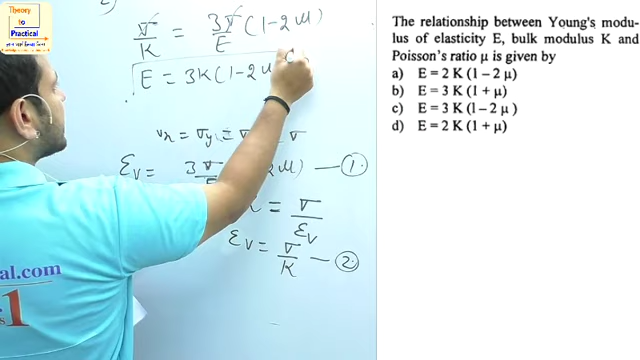 Theory
to
Practical
σ/K = 3σ/E (1-2μ)
E = 3K(1-2μ
σy = σ
εv = 3σ/E 2μ) — ①
= σ/εv
εv = σ/K — ②
al.com
1
The relationship between Young's modu-
lus of elasticity E, bulk modulus K and
Poisson's ratio μ is given by
a) E = 2 K (1 – 2 μ)
b) E = 3 K (1 + μ)
c) E = 3 K (1 – 2 μ )
d) E = 2 K (1 + μ)